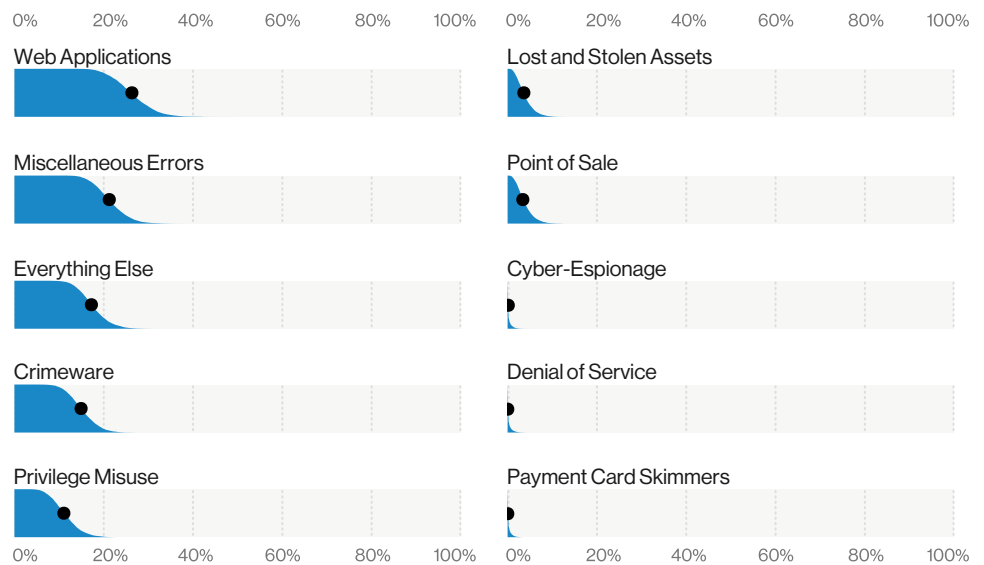 0% 20% 40% 60% 80% 100%
Web Applications
Miscellaneous Errors
Everything Else
Crimeware
Privilege Misuse
0% 20% 40% 60% 80% 100%
0% 20% 40% 60% 80% 100%
Lost and Stolen Assets
Point of Sale
Cyber-Espionage
Denial of Service
Payment Card Skimmers
0% 20% 40% 60% 80% 100%